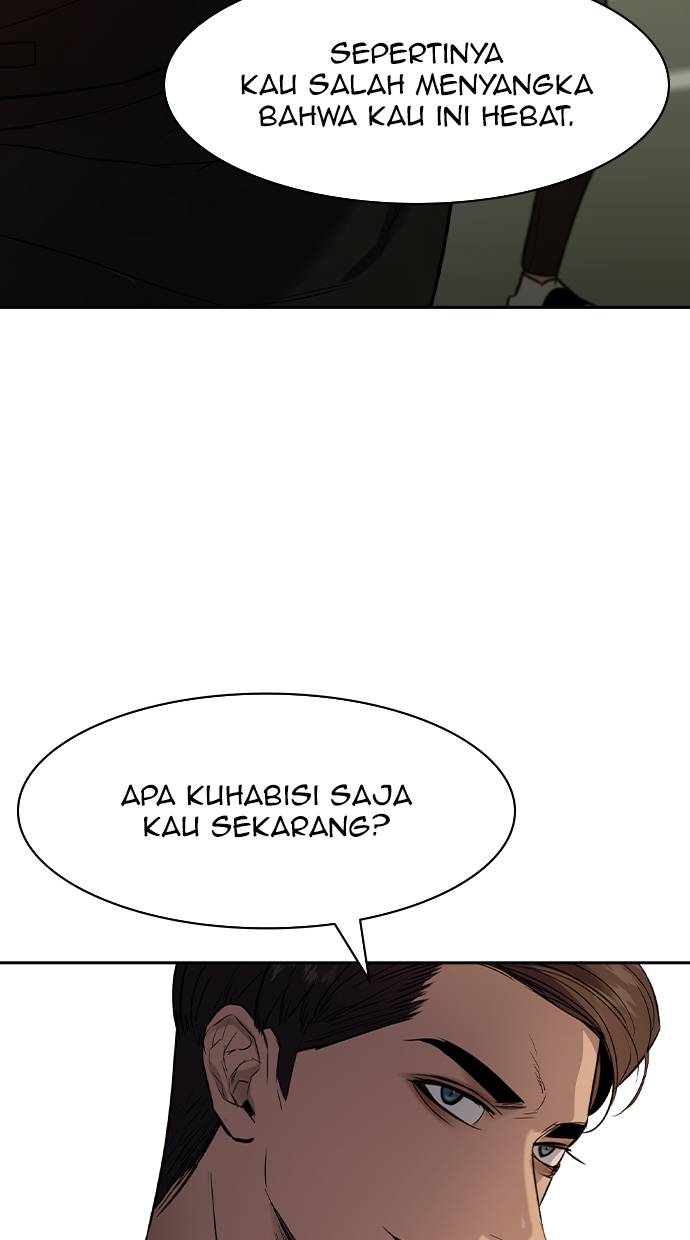 SEPERTINYA
KAU SALAH MENYANGKA
BAHWA KAU INI HEBAT.
APA KUHABISI SAJA
KAU SEKARANG?